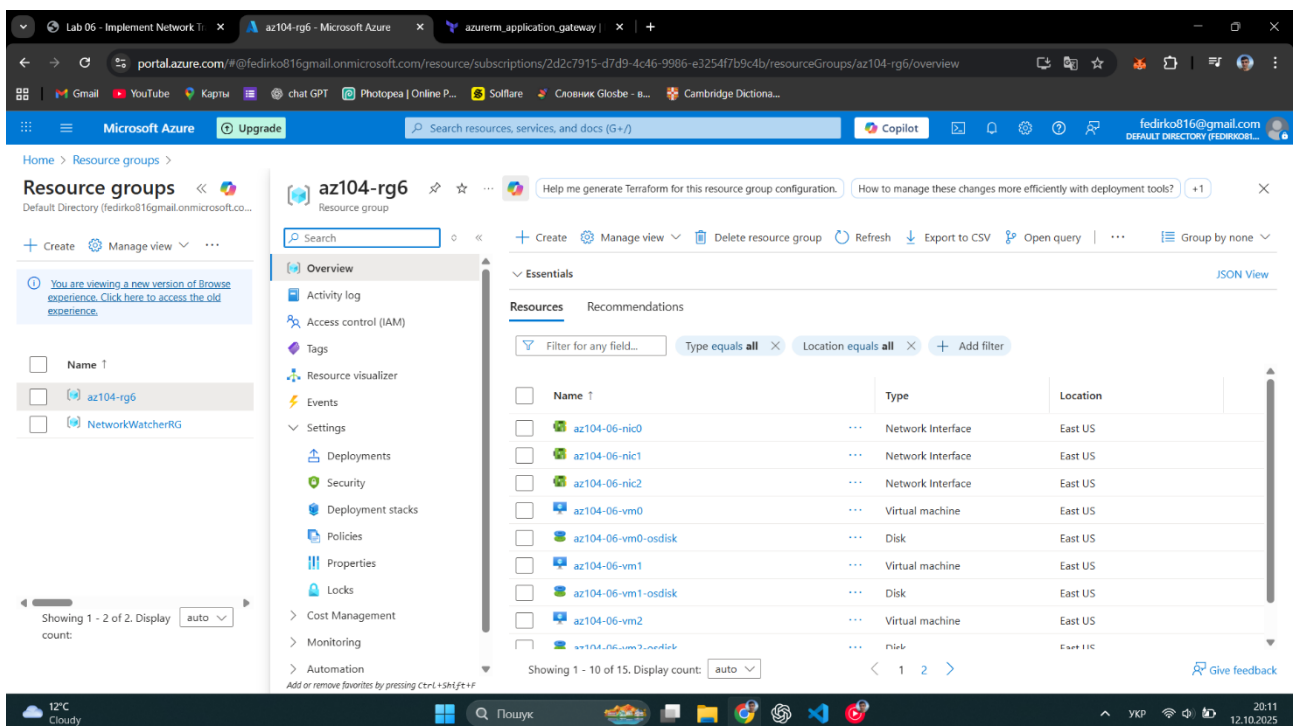 Lab 06 - Implement Network Tr
az104-rg6 - Microsoft Azure
azurerm_application_gateway |
portal.azure.com/#@fedirko816gmail.onmicrosoft.com/resource/subscriptions/2d2c7915-d7d9-4c46-9986-e3254f7b9c4b/resourceGroups/az104-rg6/overview
Gmail YouTube Карты chat GPT Photopea | Online P... Solflare Словник Glosbe - в... Cambridge Dictiona...
Microsoft Azure Upgrade Search resources, services, and docs (G+/) Copilot fedirko816@gmail.com
DEFAULT DIRECTORY (FEDIRKO81...
Home > Resource groups >
Resource groups
Default Directory (fedirko816gmail.onmicrosoft.co...
+ Create Manage view ...
You are viewing a new version of Browse
experience. Click here to access the old
experience.
Name ↑
az104-rg6
NetworkWatcherRG
Showing 1 - 2 of 2. Display auto
count:
az104-rg6 ...
Resource group
Help me generate Terraform for this resource group configuration. How to manage these changes more efficiently with deployment tools? +1
Search
Overview
Activity log
Access control (IAM)
Tags
Resource visualizer
Events
Settings
Deployments
Security
Deployment stacks
Policies
Properties
Locks
Cost Management
Monitoring
Automation
Add or remove favorites by pressing Ctrl+Shift+F
+ Create Manage view Delete resource group Refresh Export to CSV Open query | ... Group by none
Essentials JSON View
Resources Recommendations
Filter for any field... Type equals all × Location equals all × + Add filter
Name ↑ Type Location
az104-06-nic0 ... Network Interface East US
az104-06-nic1 ... Network Interface East US
az104-06-nic2 ... Network Interface East US
az104-06-vm0 ... Virtual machine East US
az104-06-vm0-osdisk ... Disk East US
az104-06-vm1 ... Virtual machine East US
az104-06-vm1-osdisk ... Disk East US
az104-06-vm2 ... Virtual machine East US
az104-06-vm2-osdisk ... Disk East US
Showing 1 - 10 of 15. Display count: auto < 1 2 > Give feedback
12°C
Cloudy
Пошук
УКР
20:11
12.10.2025